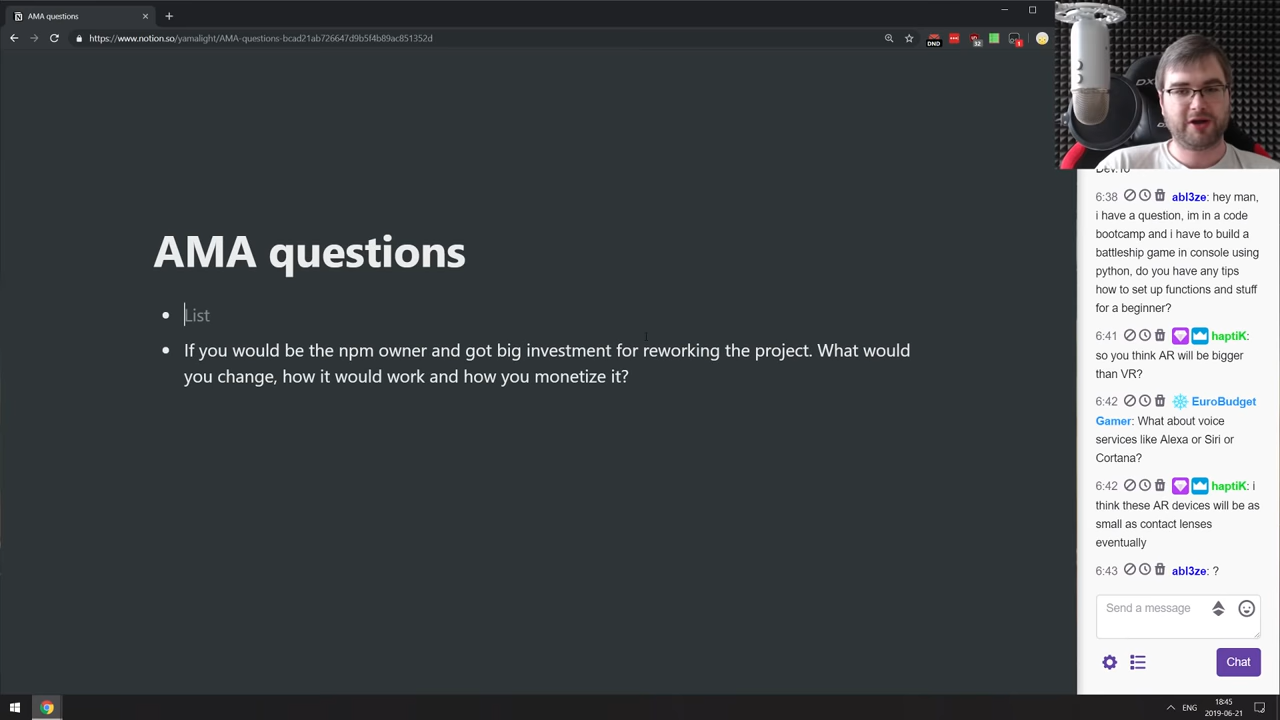 AMA questions
https://www.notion.so/yamalight/AMA-questions-bcad21ab726647d9b5f4b89ac851352d
DND
32
1
AMA questions
List
If you would be the npm owner and got big investment for reworking the project. What would
you change, how it would work and how you monetize it?
6:38 abl3ze: hey man,
i have a question, im in a code
bootcamp and i have to build a
battleship game in console using
python, do you have any tips
how to set up functions and stuff
for a beginner?
6:41 haptiK:
so you think AR will be bigger
than VR?
6:42 EuroBudget
Gamer: What about voice
services like Alexa or Siri or
Cortana?
6:42 haptiK: i
think these AR devices will be as
small as contact lenses
eventually
6:43 abl3ze: ?
Send a message
Chat
ENG
18:45
2019-06-21